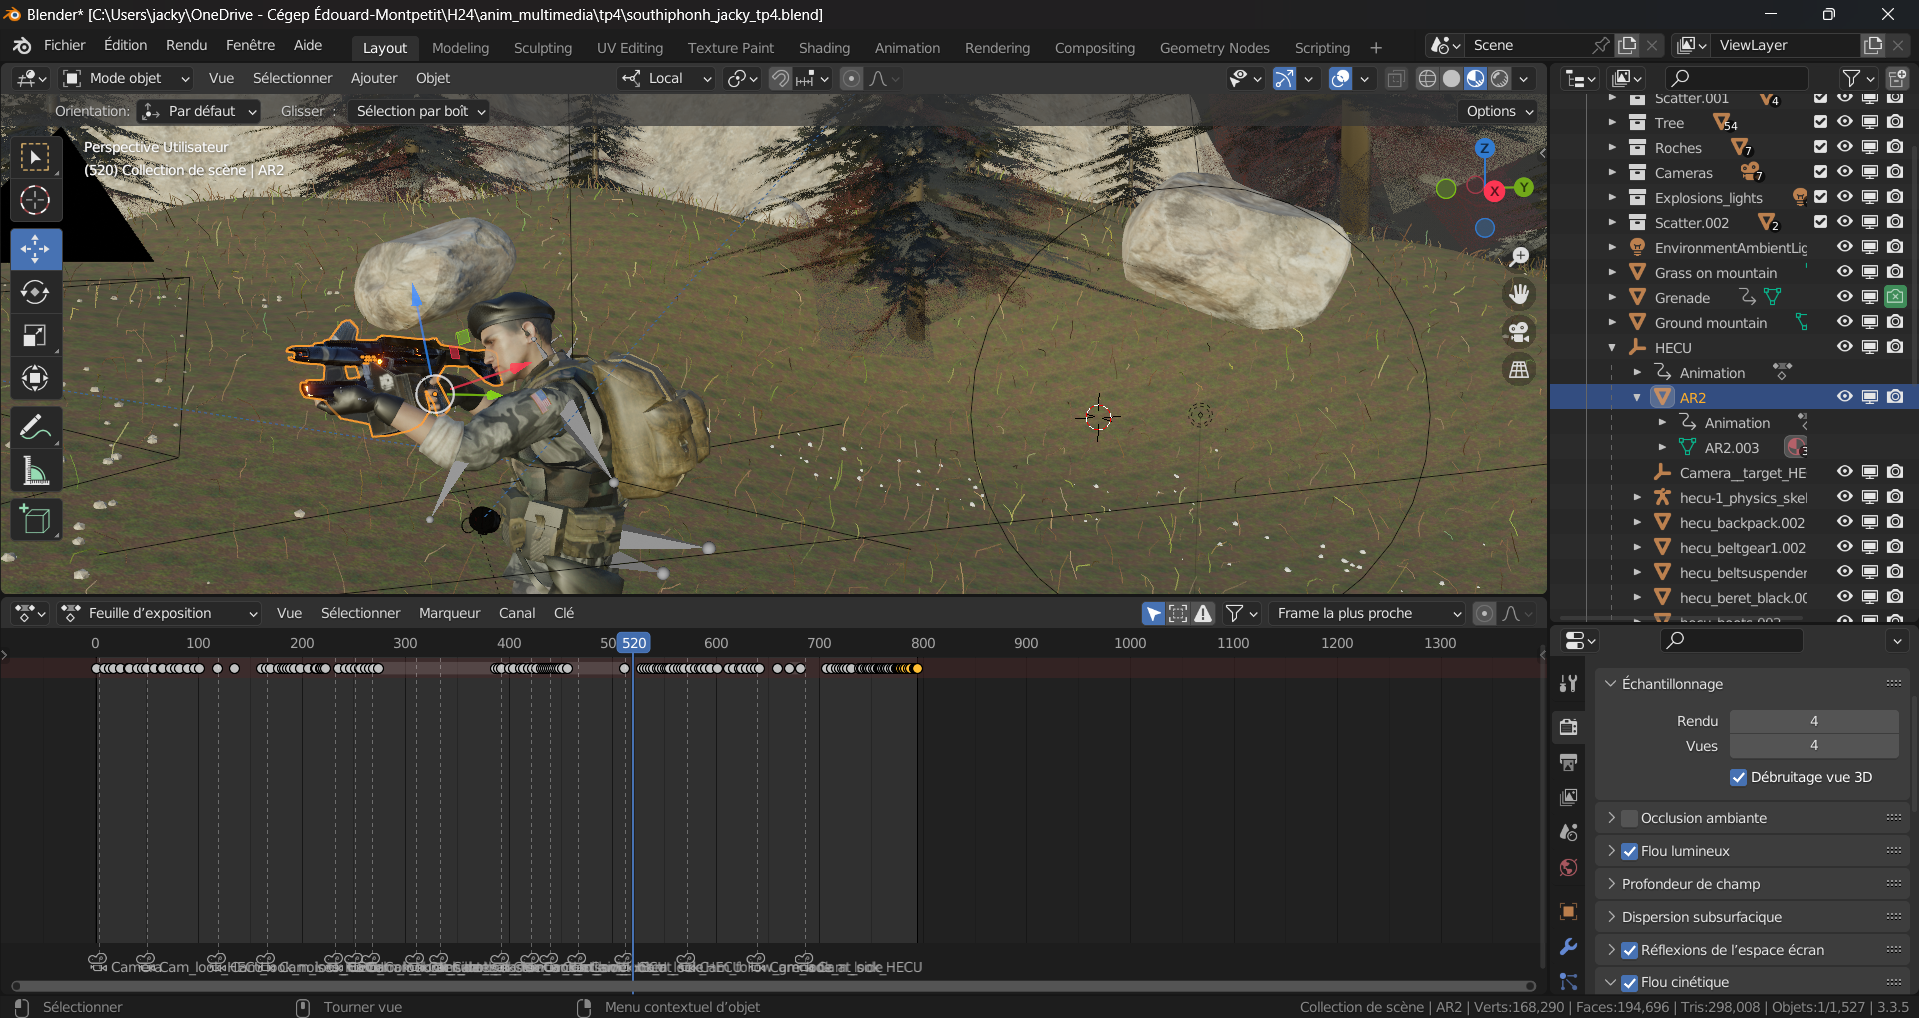 Blender* [C:\Users\jacky\OneDrive - Cégep Édouard-Montpetit\H24\anim_multimedia\tp4\southiphonh_jacky_tp4.blend]
Fichier Édition Rendu Fenêtre Aide Layout Modeling Sculpting UV Editing Texture Paint Shading Animation Rendering Compositing Geometry Nodes Scripting + Scene ViewLayer
Mode objet Vue Sélectionner Ajouter Objet Local
Orientation: Par défaut Glisser : Sélection par boît Options
Perspective Utilisateur
(520) Collection de scène | AR2
Z
X
Y
Scatter.001 4
Tree 54
Roches 7
Cameras 7
Explosions_lights
Scatter.002 2
EnvironmentAmbientLig
Grass on mountain
Grenade
Ground mountain
HECU
Animation
AR2
Animation
AR2.003 3
Camera__target_HE
hecu-1_physics_skel
hecu_backpack.002
hecu_beltgear1.002
hecu_beltsuspender
hecu_beret_black.00
Feuille d'exposition Vue Sélectionner Marqueur Canal Clé Frame la plus proche
0 100 200 300 400 520 600 700 800 900 1000 1100 1200 1300
Échantillonnage
Rendu 4
Vues 4
Débruitage vue 3D
Occlusion ambiante
Flou lumineux
Profondeur de champ
Dispersion subsurfacique
Réflexions de l'espace écran
Flou cinétique
Sélectionner Tourner vue Menu contextuel d'objet Collection de scène | AR2 | Verts:168,290 | Faces:194,696 | Tris:298,008 | Objets:1/1,527 | 3.3.5